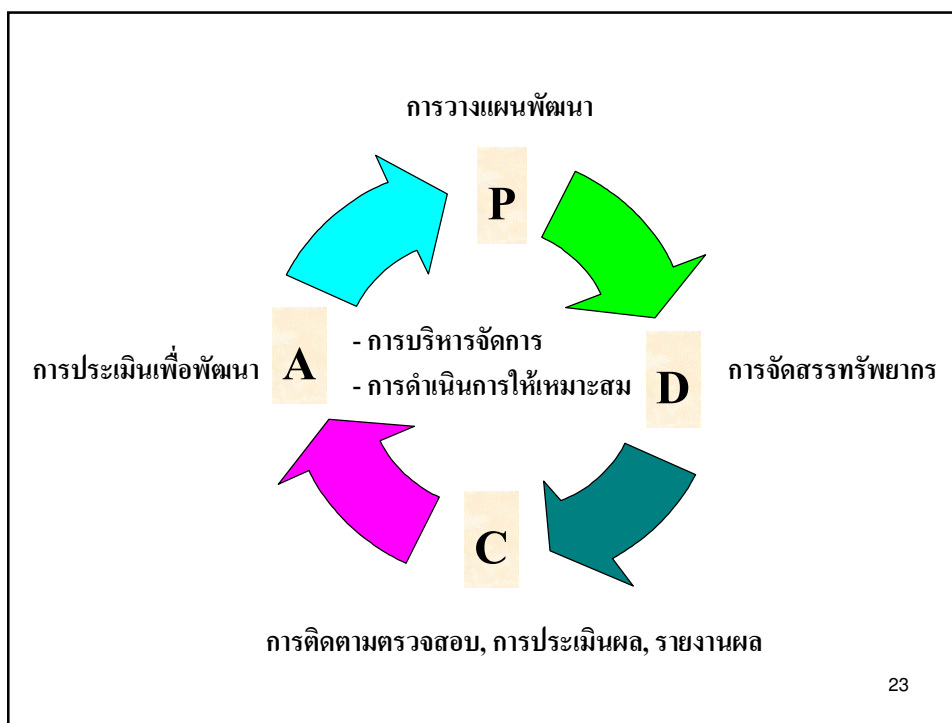 การวางแผนพัฒนา
P
- การบริหารจัดการ
การประเมินเพื่อพัฒนา A D การจัดสรรทรัพยากร
- การดำเนินการให้เหมาะสม
C
การติดตามตรวจสอบ, การประเมินผล, รายงานผล
23